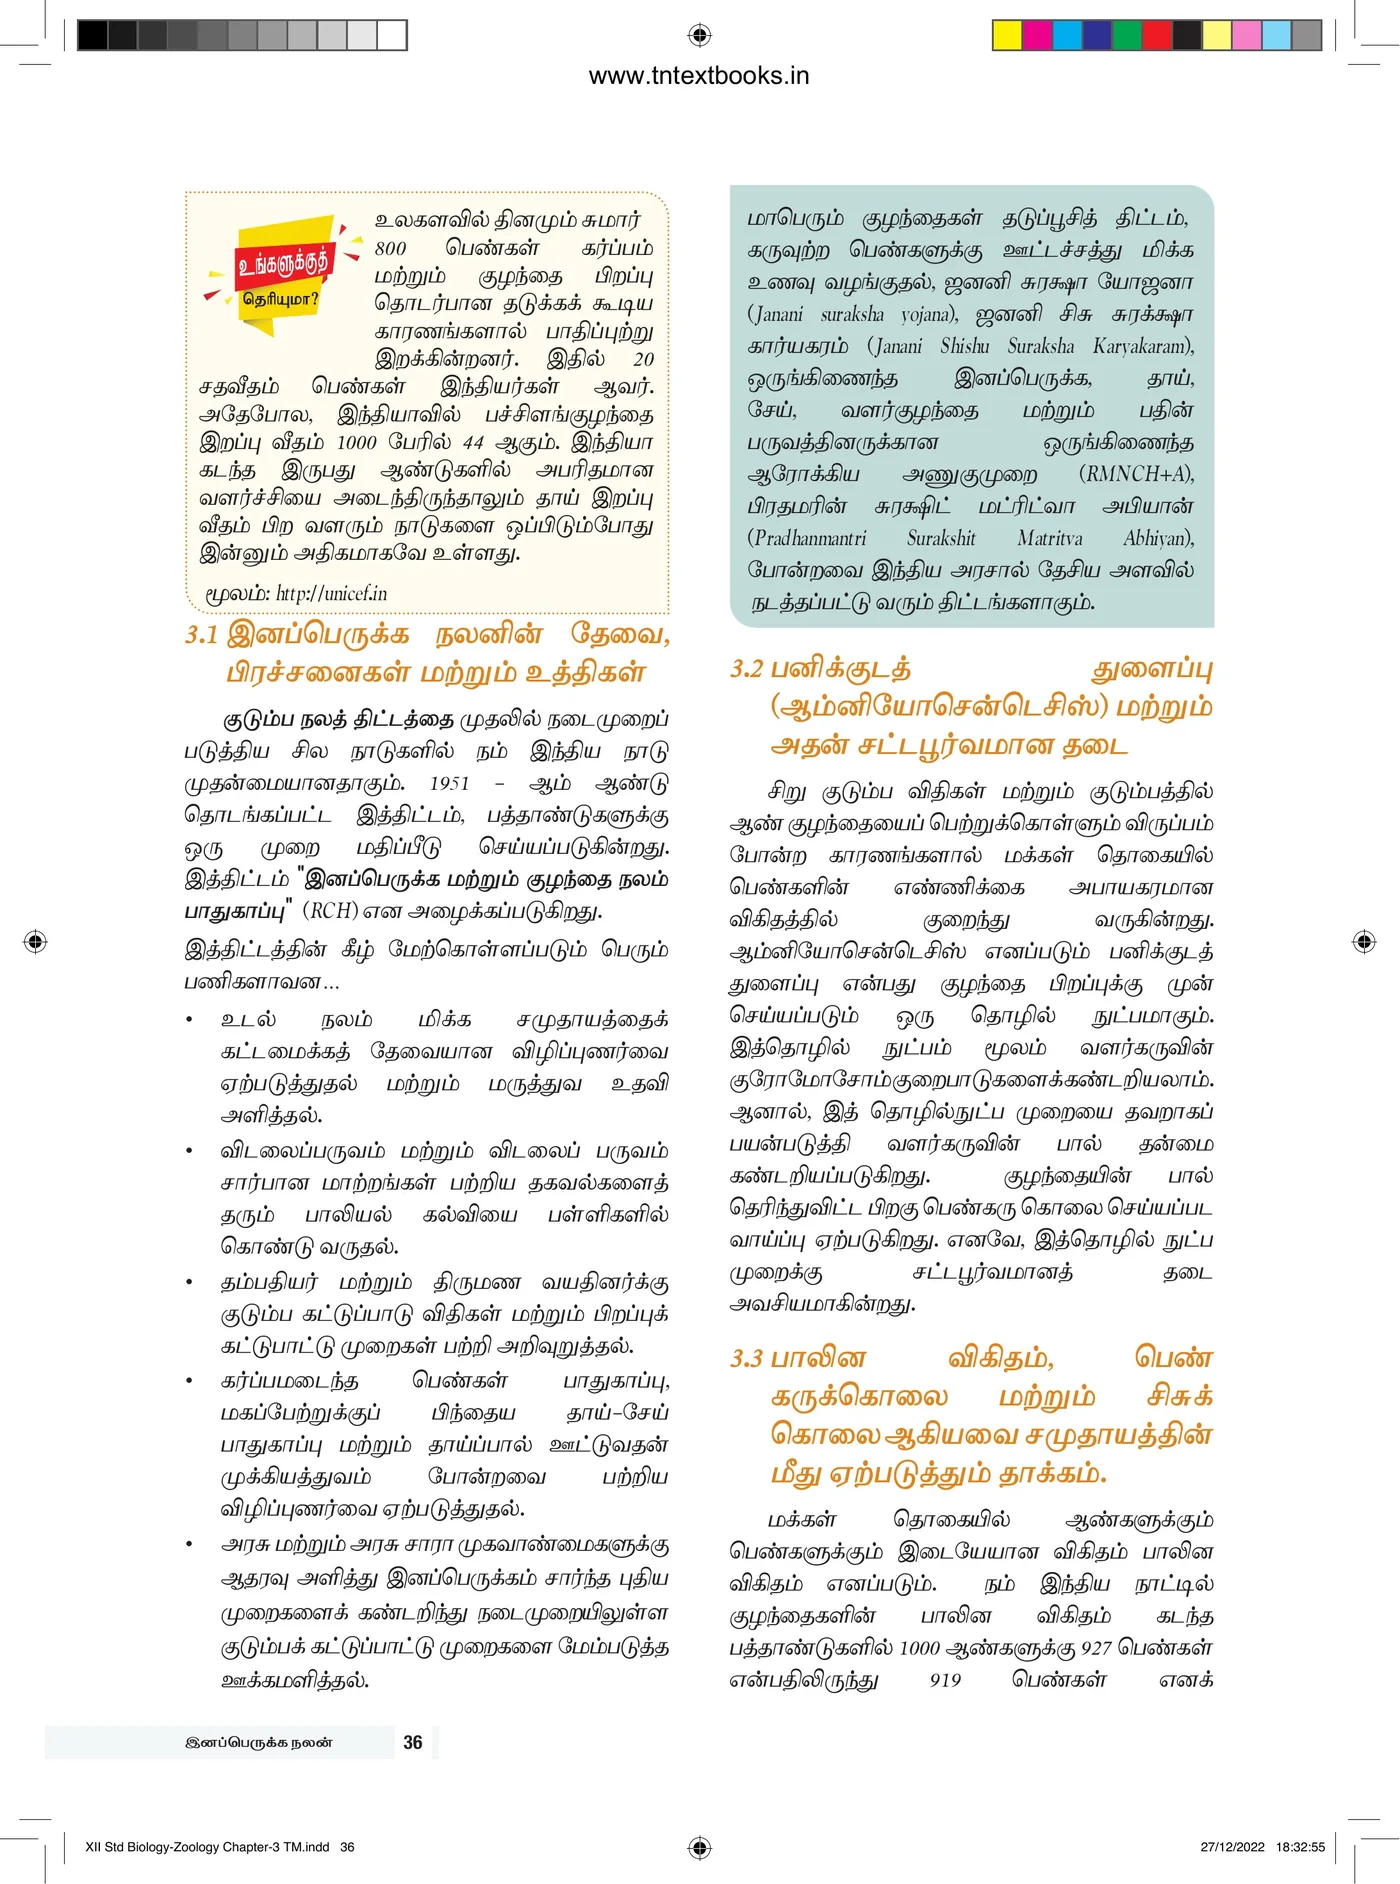 www.tntextbooks.in
உங்களுக்குத்
தெரியுமா?
உலகளவில் தினமும் சுமார்
800 பெண்கள் கர்ப்பம்
மற்றும் குழந்தை பிறப்பு
தொடர்பான தடுக்கக் கூடிய
காரணங்களால் பாதிப்புற்று
இறக்கின்றனர். இதில் 20
சதவீதம் பெண்கள் இந்தியர்கள் ஆவர்.
அதேபோல, இந்தியாவில் பச்சிளங்குழந்தை
இறப்பு வீதம் 1000 பேரில் 44 ஆகும். இந்தியா
கடந்த இருபது ஆண்டுகளில் அபரிதமான
வளர்ச்சியை அடைந்திருந்தாலும் தாய் இறப்பு
வீதம் பிற வளரும் நாடுகளை ஒப்பிடும்போது
இன்னும் அதிகமாகவே உள்ளது.
மூலம்: http://unicef.in
3.1 இனப்பெருக்க நலனின் தேவை,
பிரச்சனைகள் மற்றும் உத்திகள்
குடும்ப நலத் திட்டத்தை முதலில் நடைமுறைப்
படுத்திய சில நாடுகளில் நம் இந்திய நாடு
முதன்மையானதாகும். 1951 - ஆம் ஆண்டு
தொடங்கப்பட்ட இத்திட்டம், பத்தாண்டுகளுக்கு
ஒரு முறை மதிப்பீடு செய்யப்படுகின்றது.
இத்திட்டம் "இனப்பெருக்க மற்றும் குழந்தை நலம்
பாதுகாப்பு" (RCH) என அழைக்கப்படுகிறது.
இத்திட்டத்தின் கீழ் மேற்கொள்ளப்படும் பெரும்
பணிகளாவன...
• உடல் நலம் மிக்க சமுதாயத்தைக்
கட்டமைக்கத் தேவையான விழிப்புணர்வை
ஏற்படுத்துதல் மற்றும் மருத்துவ உதவி
அளித்தல்.
• விடலைப்பருவம் மற்றும் விடலைப் பருவம்
சார்பான மாற்றங்கள் பற்றிய தகவல்களைத்
தரும் பாலியல் கல்வியை பள்ளிகளில்
கொண்டு வருதல்.
• தம்பதியர் மற்றும் திருமண வயதினர்க்கு
குடும்ப கட்டுப்பாடு விதிகள் மற்றும் பிறப்புக்
கட்டுபாட்டு முறைகள் பற்றி அறிவுறுத்தல்.
• கர்ப்பமடைந்த பெண்கள் பாதுகாப்பு,
மகப்பேற்றுக்குப் பிந்தைய தாய்-சேய்
பாதுகாப்பு மற்றும் தாய்ப்பால் ஊட்டுவதன்
முக்கியத்துவம் போன்றவை பற்றிய
விழிப்புணர்வை ஏற்படுத்துதல்.
• அரசு மற்றும் அரசு சாரா முகவாண்மைகளுக்கு
ஆதரவு அளித்து இனப்பெருக்கம் சார்ந்த புதிய
முறைகளைக் கண்டறிந்து நடைமுறையிலுள்ள
குடும்பக் கட்டுப்பாட்டு முறைகளை மேம்படுத்த
ஊக்கமளித்தல்.
மாபெரும் குழந்தைகள் தடுப்பூசித் திட்டம்,
கருவுற்ற பெண்களுக்கு ஊட்டச்சத்து மிக்க
உணவு வழங்குதல், ஜனனி சுரக்ஷா யோஜனா
(Janani suraksha yojana), ஜனனி சிசு சுரக்க்ஷா
கார்யகரம் (Janani Shishu Suraksha Karyakaram),
ஒருங்கிணைந்த இனப்பெருக்க, தாய்,
சேய், வளர்குழந்தை மற்றும் பதின்
பருவத்தினருக்கான ஒருங்கிணைந்த
ஆரோக்கிய அணுகுமுறை (RMNCH+A),
பிரதமரின் சுரக்ஷிட் மட்ரிட்வா அபியான்
(Pradhanmantri Surakshit Matritva Abhiyan),
போன்றவை இந்திய அரசால் தேசிய அளவில்
நடத்தப்பட்டு வரும் திட்டங்களாகும்.
3.2 பனிக்குடத் துளைப்பு
(ஆம்னியோசென்டெசிஸ்) மற்றும்
அதன் சட்டபூர்வமான தடை
சிறு குடும்ப விதிகள் மற்றும் குடும்பத்தில்
ஆண் குழந்தையைப் பெற்றுக்கொள்ளும் விருப்பம்
போன்ற காரணங்களால் மக்கள் தொகையில்
பெண்களின் எண்ணிக்கை அபாயகரமான
விகிதத்தில் குறைந்து வருகின்றது.
ஆம்னியோசென்டெசிஸ் எனப்படும் பனிக்குடத்
துளைப்பு என்பது குழந்தை பிறப்புக்கு முன்
செய்யப்படும் ஒரு தொழில் நுட்பமாகும்.
இத்தொழில் நுட்பம் மூலம் வளர்கருவின்
குரோமோசோம்குறைபாடுகளைக்கண்டறியலாம்.
ஆனால், இத் தொழில்நுட்ப முறையை தவறாகப்
பயன்படுத்தி வளர்கருவின் பால் தன்மை
கண்டறியப்படுகிறது. குழந்தையின் பால்
தெரிந்துவிட்ட பிறகு பெண்கரு கொலை செய்யப்பட
வாய்ப்பு ஏற்படுகிறது. எனவே, இத்தொழில் நுட்ப
முறைக்கு சட்டபூர்வமானத் தடை
அவசியமாகின்றது.
3.3 பாலின விகிதம், பெண்
கருக்கொலை மற்றும் சிசுக்
கொலை ஆகியவை சமுதாயத்தின்
மீது ஏற்படுத்தும் தாக்கம்.
மக்கள் தொகையில் ஆண்களுக்கும்
பெண்களுக்கும் இடையேயான விகிதம் பாலின
விகிதம் எனப்படும். நம் இந்திய நாட்டில்
குழந்தைகளின் பாலின விகிதம் கடந்த
பத்தாண்டுகளில் 1000 ஆண்களுக்கு 927 பெண்கள்
என்பதிலிருந்து 919 பெண்கள் எனக்
இனப்பெருக்க நலன் 36
XII Std Biology-Zoology Chapter-3 TM.indd 36
27/12/2022 18:32:55